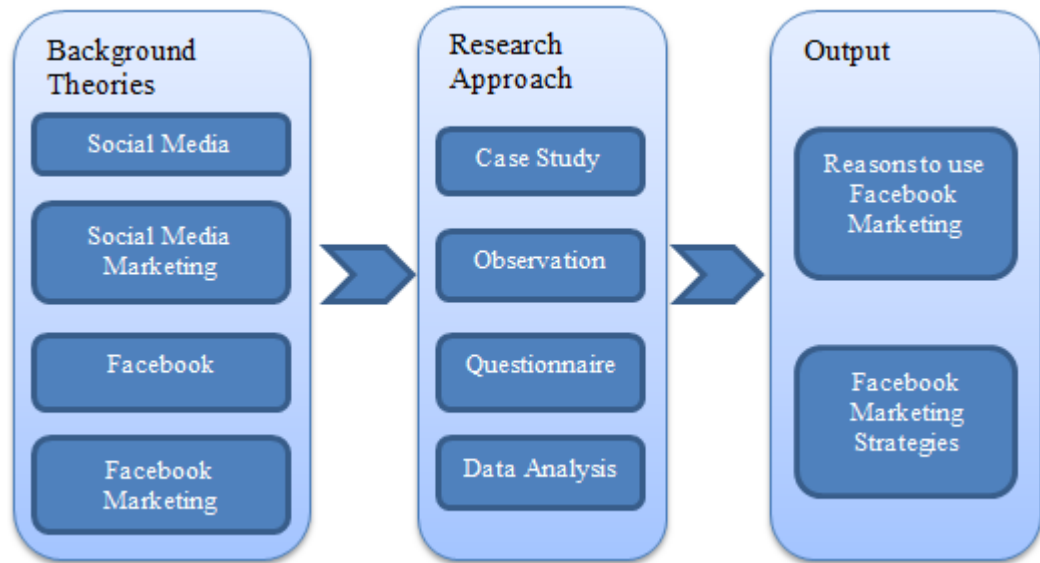 Background
Theories
Social Media
Social Media
Marketing
Facebook
Facebook
Marketing
Research
Approach
Case Study
Observation
Questionnaire
Data Analysis
Output
Reasons to use
Facebook
Marketing
Facebook
Marketing
Strategies